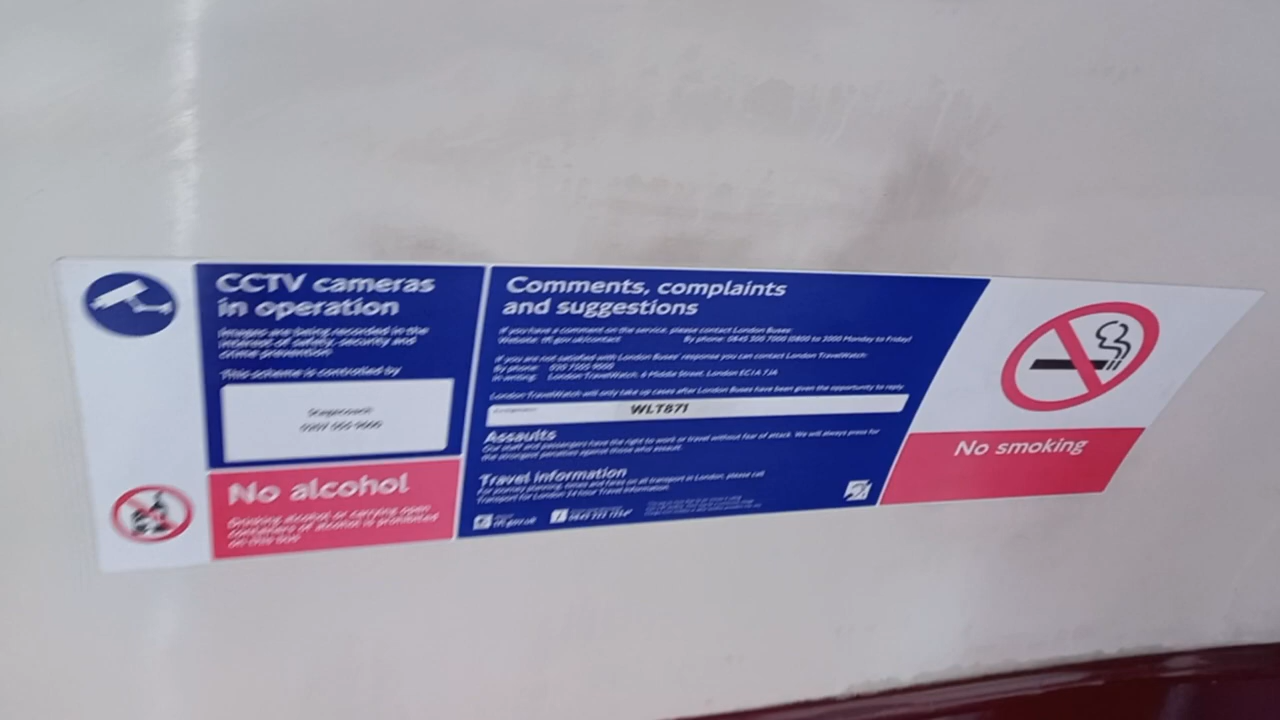 CCTV cameras
in operation
Images are being recorded in the
interest of safety, security and
crime prevention
This scheme is controlled by
Stagecoach
No alcohol
Drinking alcohol or carrying open
containers of alcohol is prohibited
on this bus
Comments, complaints
and suggestions
If you have a comment on the service, please contact London Buses:
Website: tfl.gov.uk/contact By phone: 0845 300 7000 (0800 to 2000 Monday to Friday)
If you are not satisfied with London Buses' response you can contact London TravelWatch:
By phone: 020 7505 9000
In writing: London TravelWatch, 6 Middle Street, London EC1A 7JA
London TravelWatch will only take up cases after London Buses have been given the opportunity to reply
WLT871
Assaults
Our staff and passengers have the right to work or travel without fear of attack. We will always press for
the strongest penalties against those who assault.
Travel information
For journey planning, times and fares on all transport in London, please call
Transport for London 24 hour Travel Information
tfl.gov.uk 0843 222 1234*
No smoking